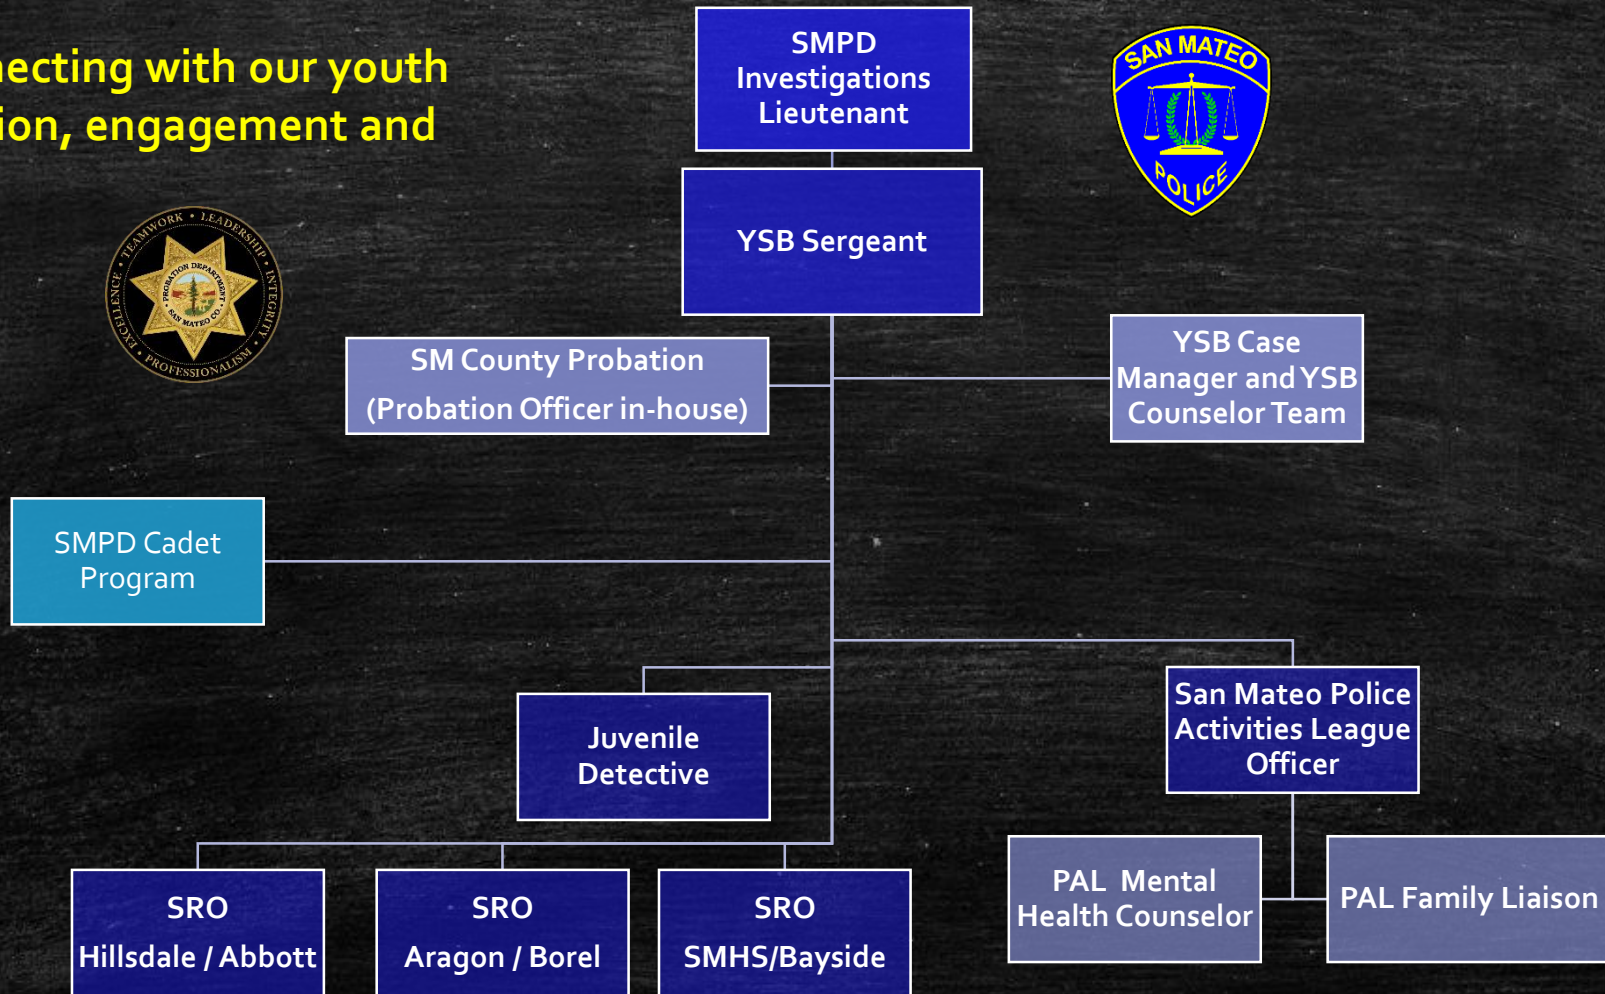 necting with our youth
ion, engagement and
SMPD
Investigations
Lieutenant
SAN MATEO
POLICE
YSB Sergeant
EXCELLENCE • TEAMWORK • LEADERSHIP • INTEGRITY • PROFESSIONALISM •
PROBATION DEPARTMENT
SAN MATEO CO.
SM County Probation
(Probation Officer in-house)
YSB Case
Manager and YSB
Counselor Team
SMPD Cadet
Program
Juvenile
Detective
San Mateo Police
Activities League
Officer
SRO
Hillsdale / Abbott
SRO
Aragon / Borel
SRO
SMHS/Bayside
PAL Mental
Health Counselor
PAL Family Liaison